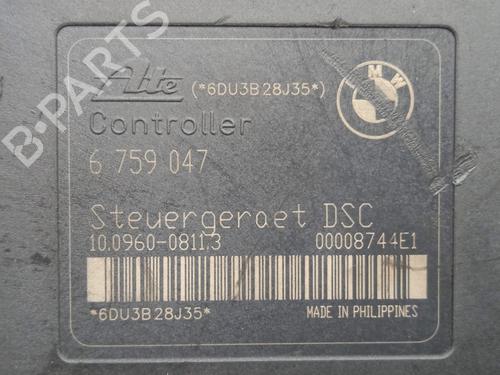 Ate (*6DU3B28J35*)
BMW
Controller
6 759 047
Steuergeraet DSC
10.0960-0811.3 00008744E1
*6DU3B28J35* MADE IN PHILIPPINES
B-PARTS